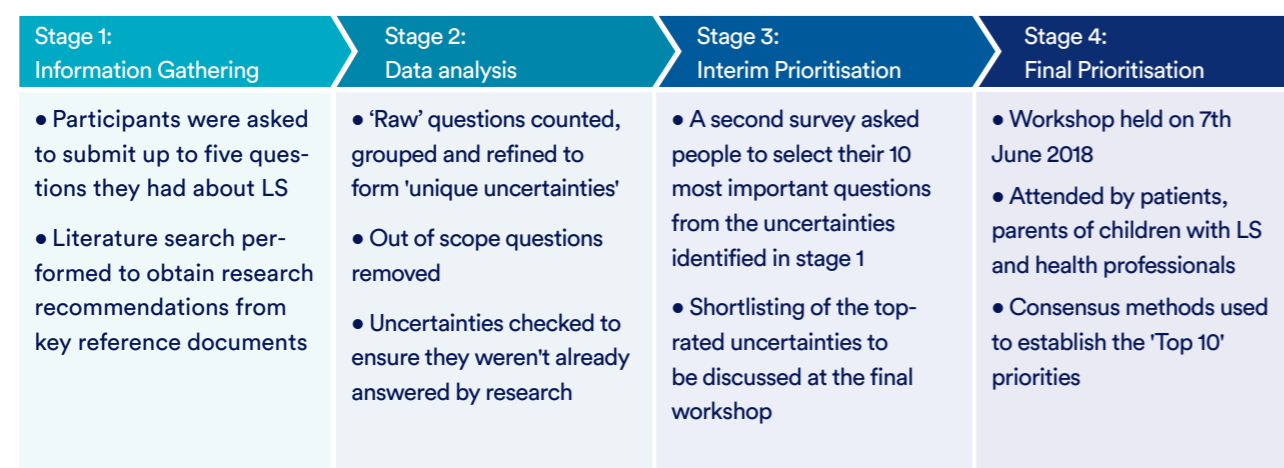 Stage 1:
Information Gathering
• Participants were asked
to submit up to five ques-
tions they had about LS
• Literature search per-
formed to obtain research
recommendations from
key reference documents
Stage 2:
Data analysis
• ‘Raw’ questions counted,
grouped and refined to
form 'unique uncertainties'
• Out of scope questions
removed
• Uncertainties checked to
ensure they weren't already
answered by research
Stage 3:
Interim Prioritisation
• A second survey asked
people to select their 10
most important questions
from the uncertainties
identified in stage 1
• Shortlisting of the top-
rated uncertainties to
be discussed at the final
workshop
Stage 4:
Final Prioritisation
• Workshop held on 7th
June 2018
• Attended by patients,
parents of children with LS
and health professionals
• Consensus methods used
to establish the 'Top 10'
priorities